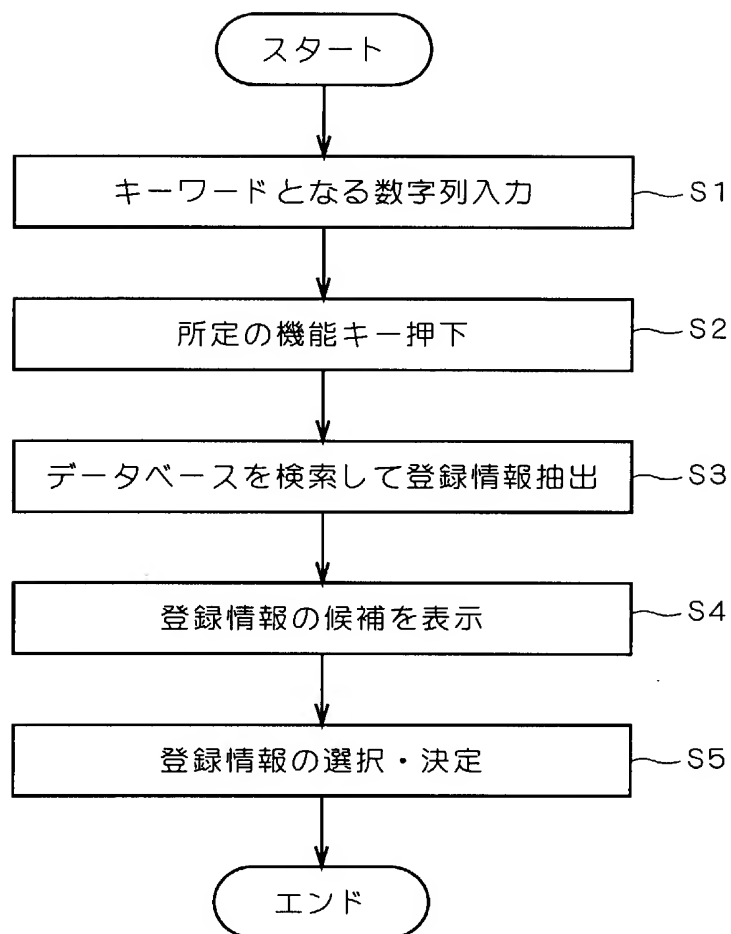 スタート
キーワードとなる数字列入力
S1
所定の機能キー押下
S2
データベースを検索して登録情報抽出
S3
登録情報の候補を表示
S4
登録情報の選択・決定
S5
エンド